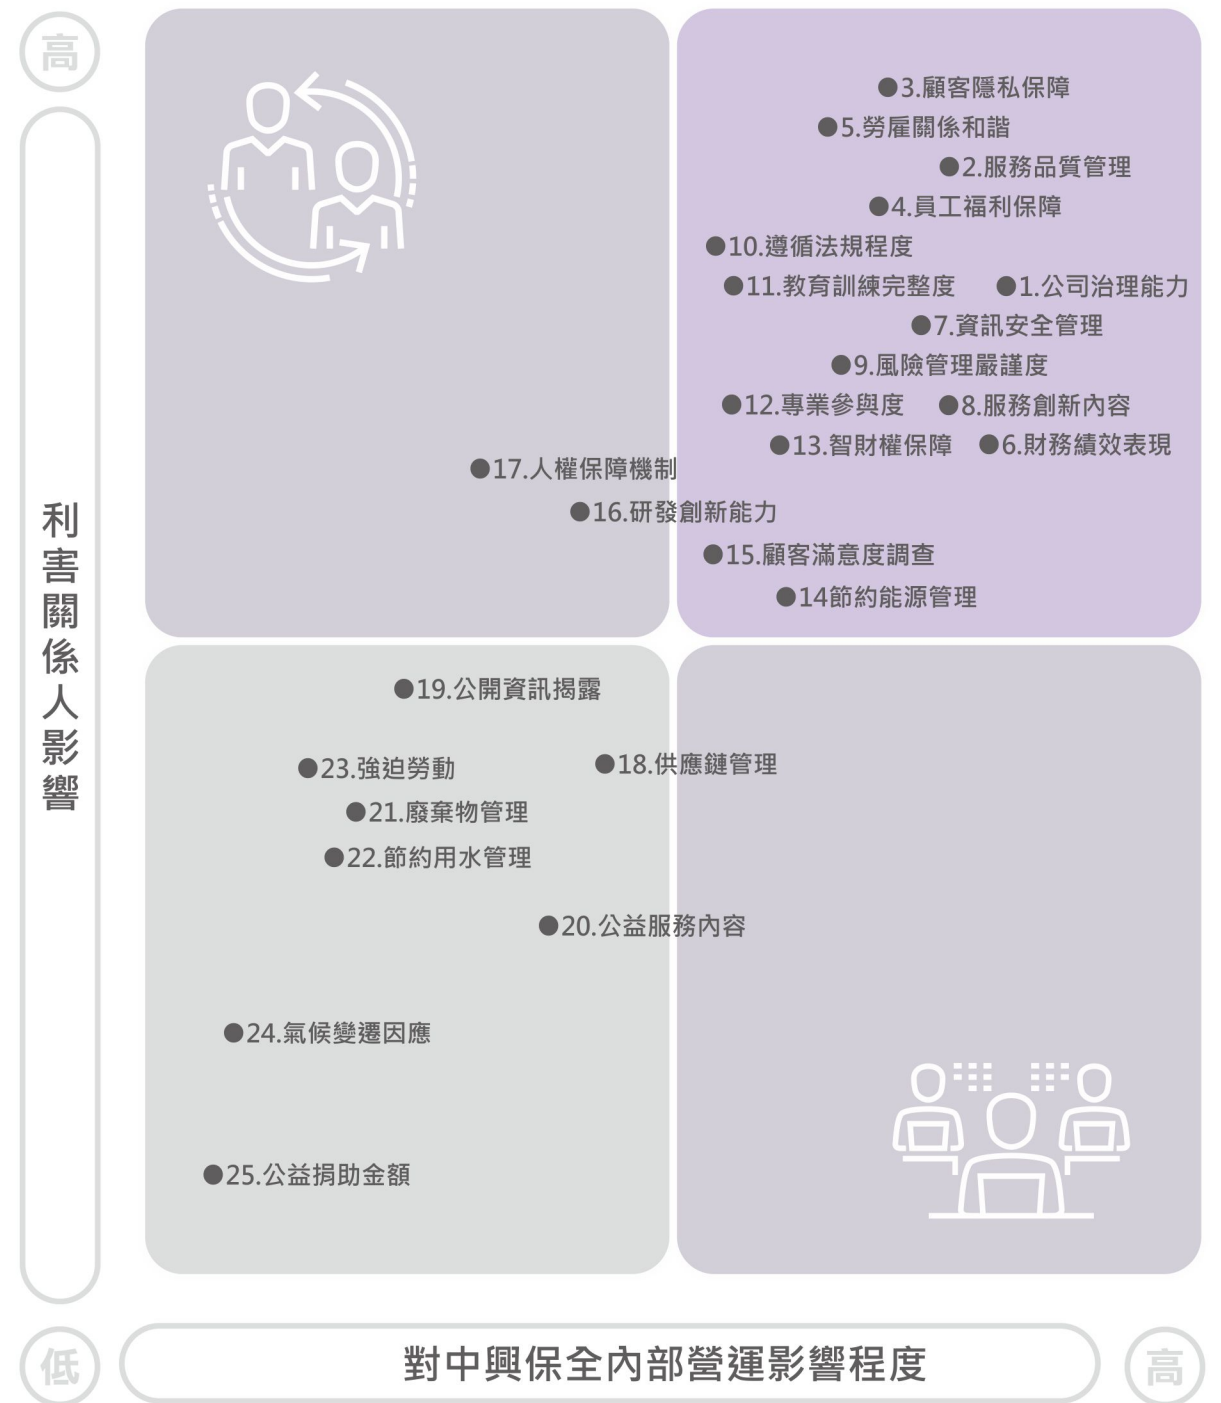 高
●3.顧客隱私保障
●5.勞雇關係和諧
●2.服務品質管理
●4.員工福利保障
●10.遵循法規程度
●11.教育訓練完整度 ●1.公司治理能力
●7.資訊安全管理
●9.風險管理嚴謹度
●12.專業參與度 ●8.服務創新內容
●13.智財權保障 ●6.財務績效表現
●17.人權保障機制
●16.研發創新能力
●15.顧客滿意度調查
●14節約能源管理
利害關係人影響
●19.公開資訊揭露
●23.強迫勞動 ●18.供應鏈管理
●21.廢棄物管理
●22.節約用水管理
●20.公益服務內容
●24.氣候變遷因應
●25.公益捐助金額
低
對中興保全內部營運影響程度
高